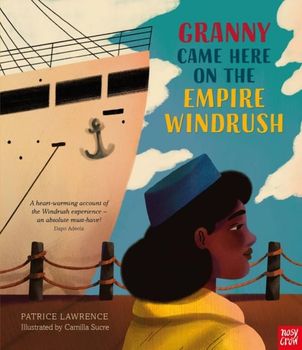 GRANNY
CAME HERE
ON THE
EMPIRE
WINDRUSH
A heart-warming account
of the Windrush experience –
an absolute must-have!
Dapo Adeola
PATRICE LAWRENCE
Illustrated by Camilla Sucre
nosy
crow